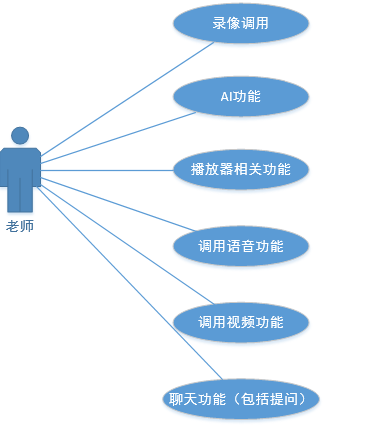 录像调用
AI功能
播放器相关功能
老师
调用语音功能
调用视频功能
聊天功能（包括提问）